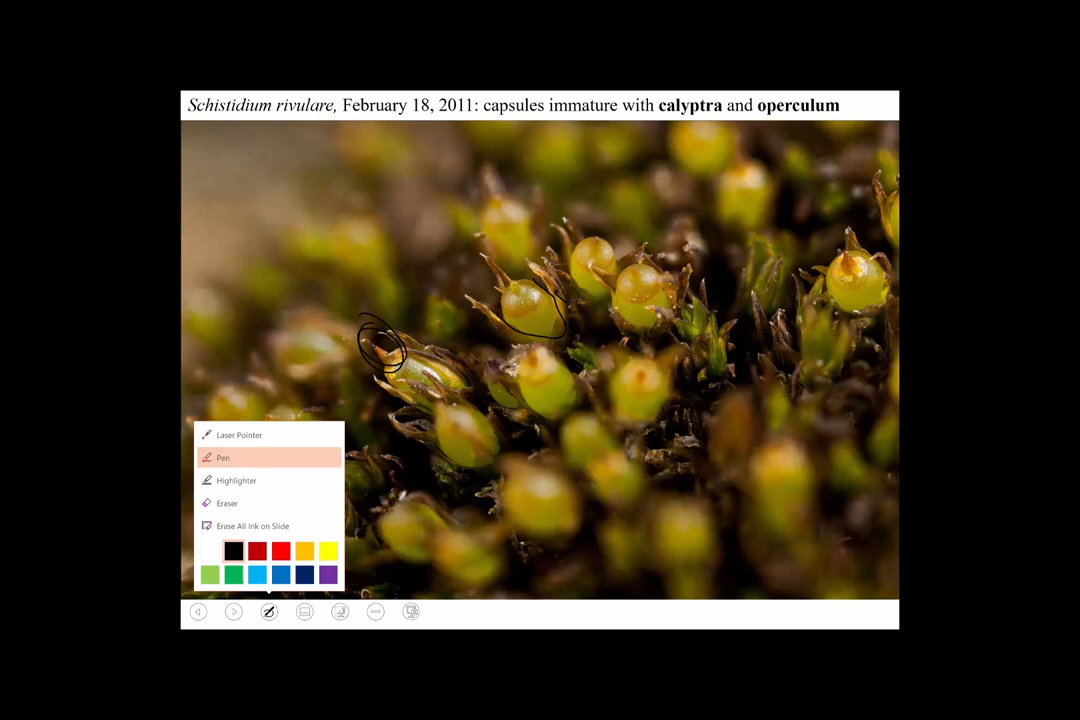 Schistidium rivulare, February 18, 2011: capsules immature with calyptra and operculum
Laser Pointer
Pen
Highlighter
Eraser
Erase All Ink on Slide